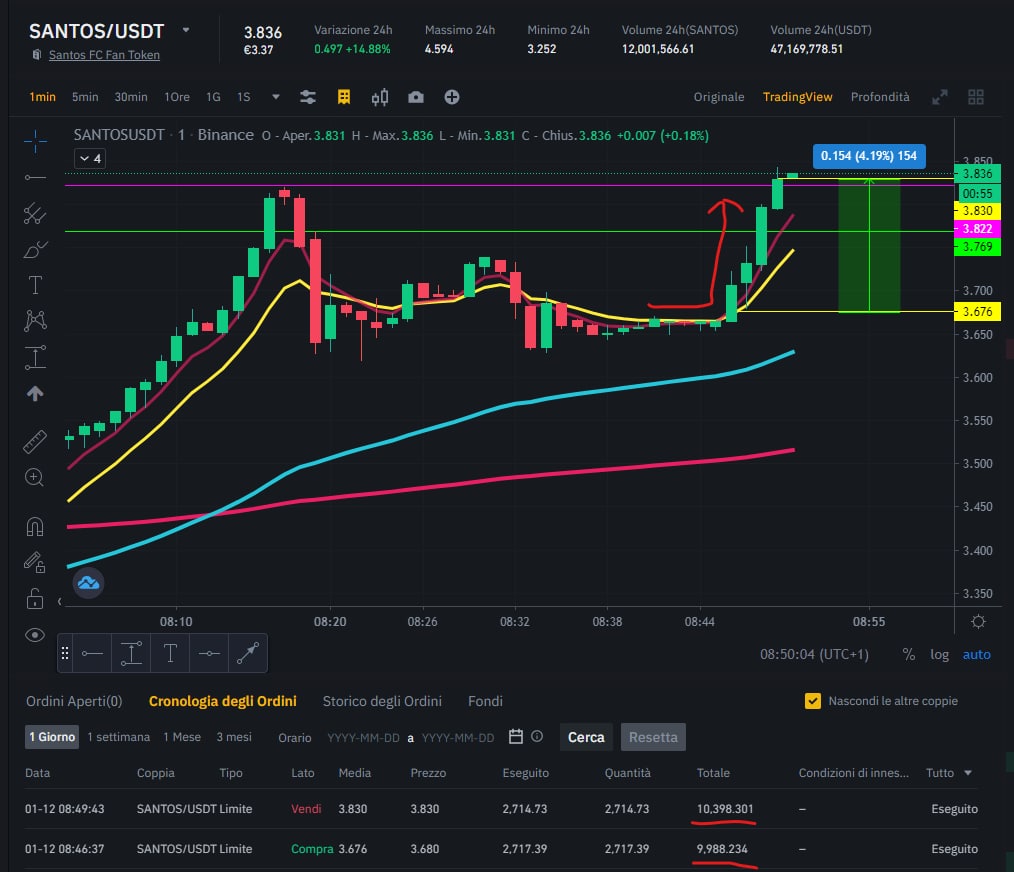 SANTOS/USDT
Santos FC Fan Token
3.836
€3.37
Variazione 24h
0.497 +14.88%
Massimo 24h
4.594
Minimo 24h
3.252
Volume 24h(SANTOS)
12,001,566.61
Volume 24h(USDT)
47,169,778.51
1min 5min 30min 1Ore 1G 1S
Originale TradingView Profondità
SANTOSUSDT · 1 · Binance O - Aper.3.831 H - Max.3.836 L - Min.3.831 C - Chius.3.836 +0.007 (+0.18%)
4
0.154 (4.19%) 154
3.850
3.836
00:55
3.830
3.822
3.769
3.700
3.676
3.650
3.600
3.550
3.500
3.450
3.400
3.350
08:10 08:20 08:26 08:32 08:38 08:44 08:55
T
08:50:04 (UTC+1) % log auto
Ordini Aperti(0) Cronologia degli Ordini Storico degli Ordini Fondi
Nascondi le altre coppie
1 Giorno 1 settimana 1 Mese 3 mesi Orario YYYY-MM-DD a YYYY-MM-DD Cerca Resetta
Data Coppia Tipo Lato Media Prezzo Eseguito Quantità Totale Condizioni di innes... Tutto
01-12 08:49:43 SANTOS/USDT Limite Vendi 3.830 3.830 2,714.73 2,714.73 10,398.301 – Eseguito
01-12 08:46:37 SANTOS/USDT Limite Compra 3.676 3.680 2,717.39 2,717.39 9,988.234 – Eseguito